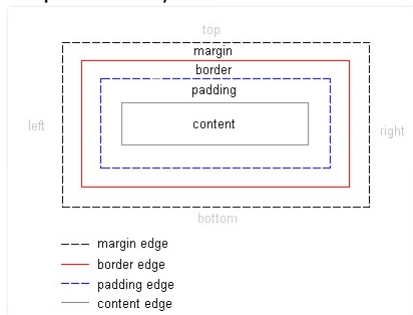 top
margin
border
padding
content
left
right
bottom
margin edge
border edge
padding edge
content edge